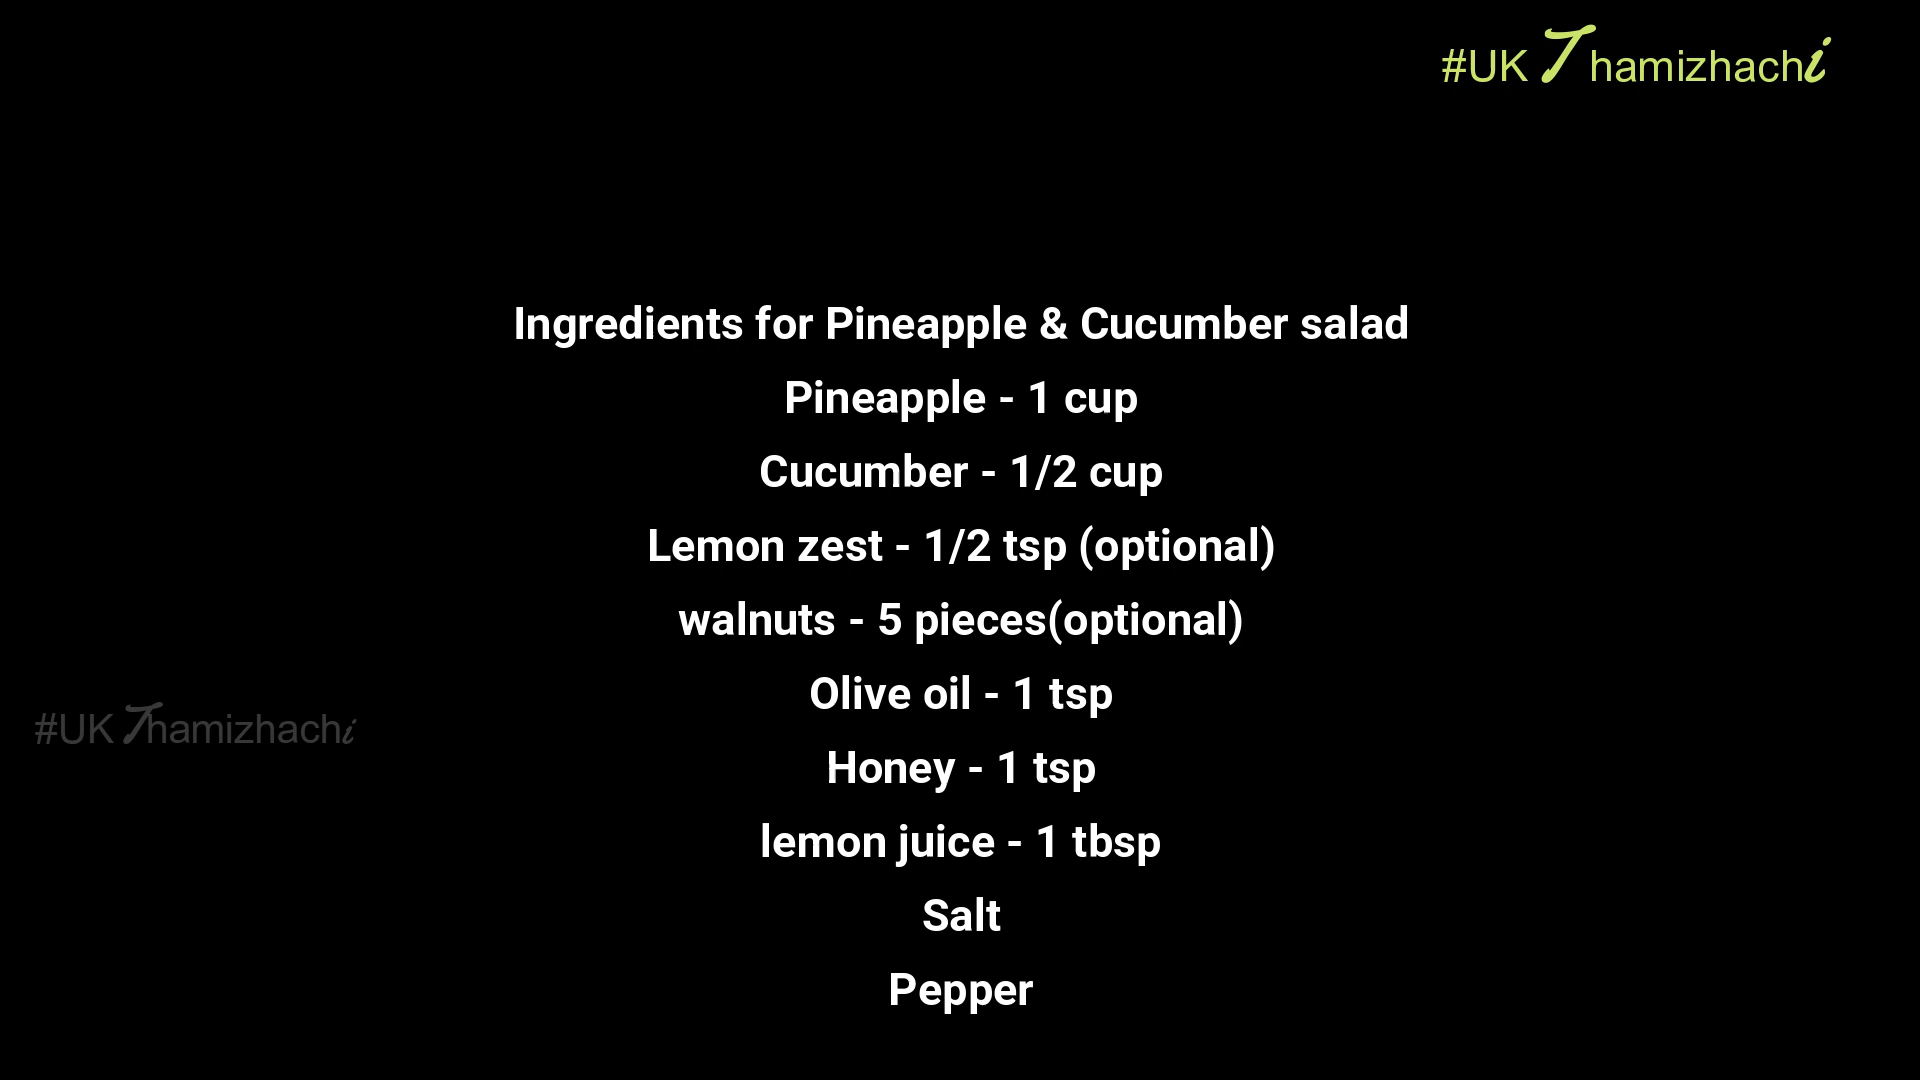 #UK Thamizhachi
Ingredients for Pineapple & Cucumber salad
Pineapple - 1 cup
Cucumber - 1/2 cup
Lemon zest - 1/2 tsp (optional)
walnuts - 5 pieces(optional)
Olive oil - 1 tsp
#UK Thamizhachi
Honey - 1 tsp
lemon juice - 1 tbsp
Salt
Pepper